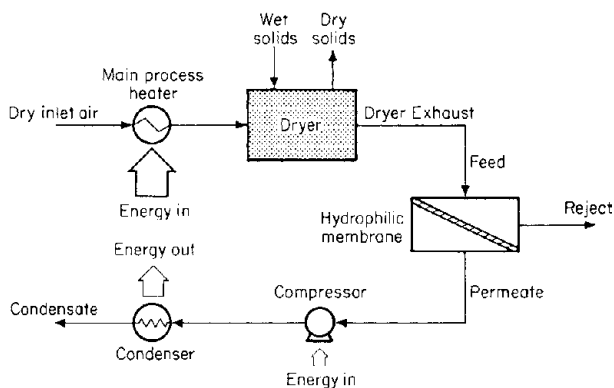 Wet
solids
Dry
solids
Main process
heater
Dry inlet air
Dryer
Dryer Exhaust
Feed
Energy in
Hydrophilic
membrane
Reject
Energy out
Compressor
Permeate
Condensate
Condenser
Energy in